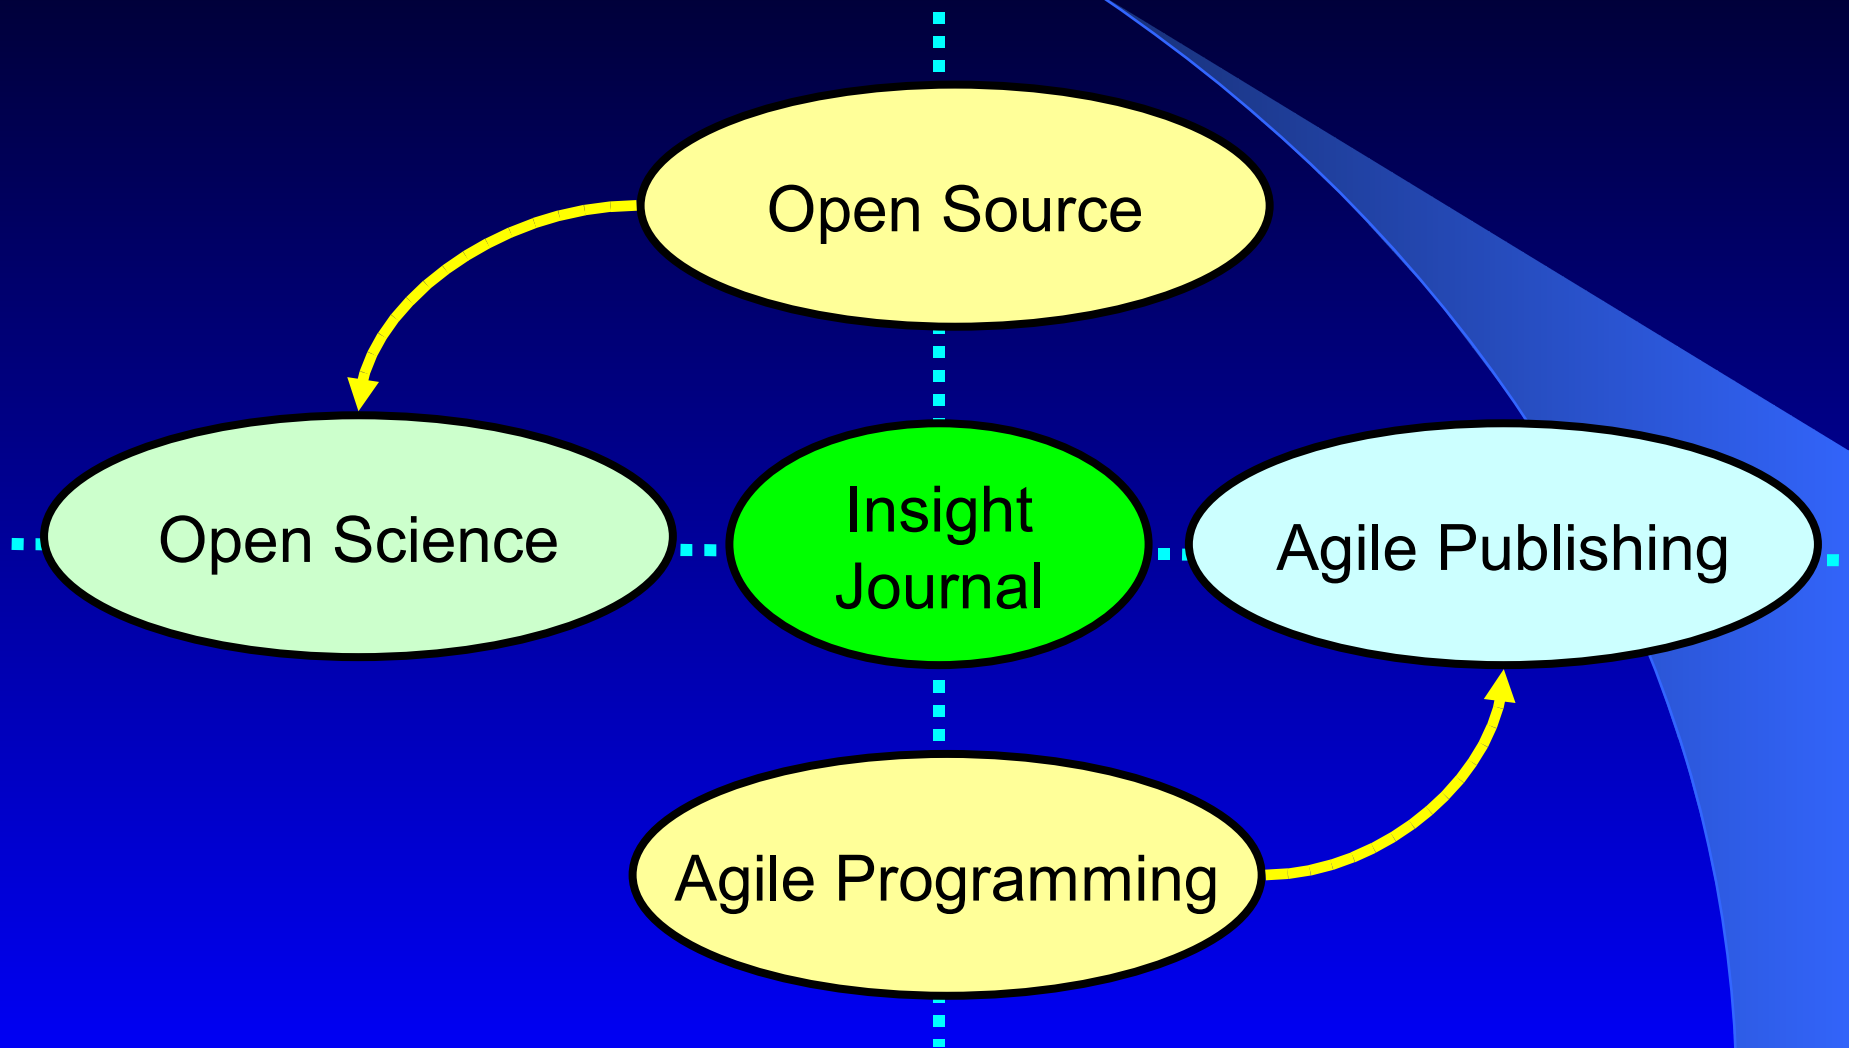 Open Source
Open Science
Insight
Journal
Agile Publishing
Agile Programming